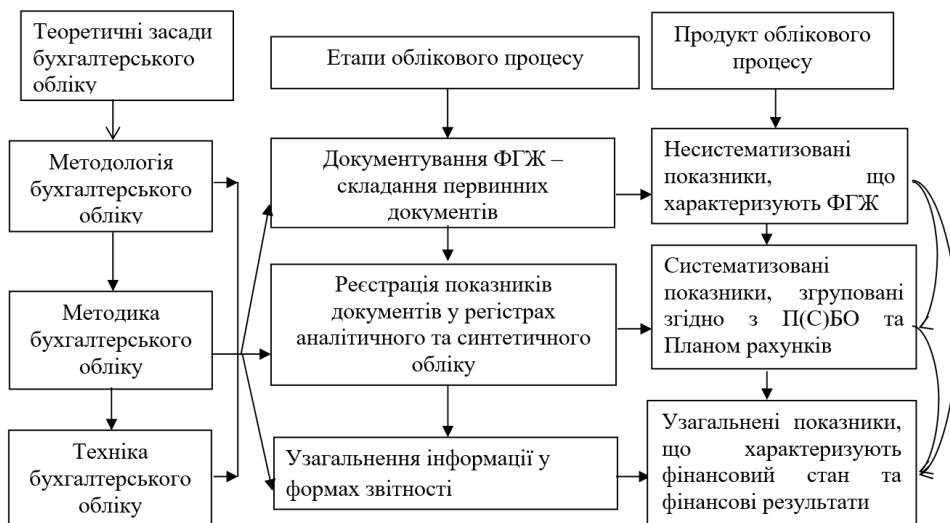 Теоретичні засади
бухгалтерського
обліку
Етапи облікового процесу
Продукт облікового
процесу
Методологія
бухгалтерського
обліку
Документування ФГЖ –
складання первинних
документів
Несистематизовані
показники, що
характеризують ФГЖ
Методика
бухгалтерського
обліку
Реєстрація показників
документів у регістрах
аналітичного та синтетичного
обліку
Систематизовані
показники, згруповані
згідно з П(С)БО та
Планом рахунків
Техніка
бухгалтерського
обліку
Узагальнення інформації у
формах звітності
Узагальнені показники,
що характеризують
фінансовий стан та
фінансові результати